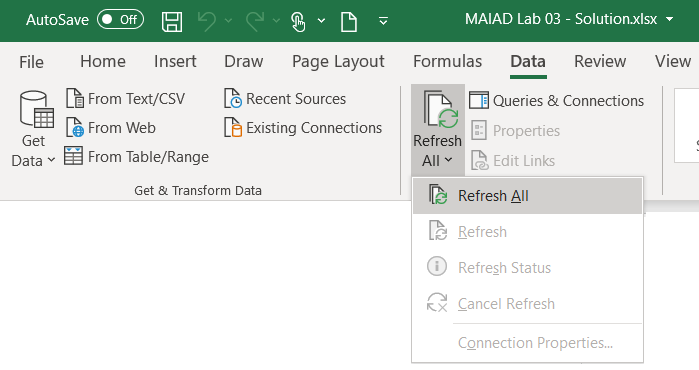 AutoSave Off MAIAD Lab 03 - Solution.xlsx
File Home Insert Draw Page Layout Formulas Data Review View
Get Data
From Text/CSV
From Web
From Table/Range
Recent Sources
Existing Connections
Get & Transform Data
Refresh All
Queries & Connections
Properties
Edit Links
Refresh All
Refresh
Refresh Status
Cancel Refresh
Connection Properties...